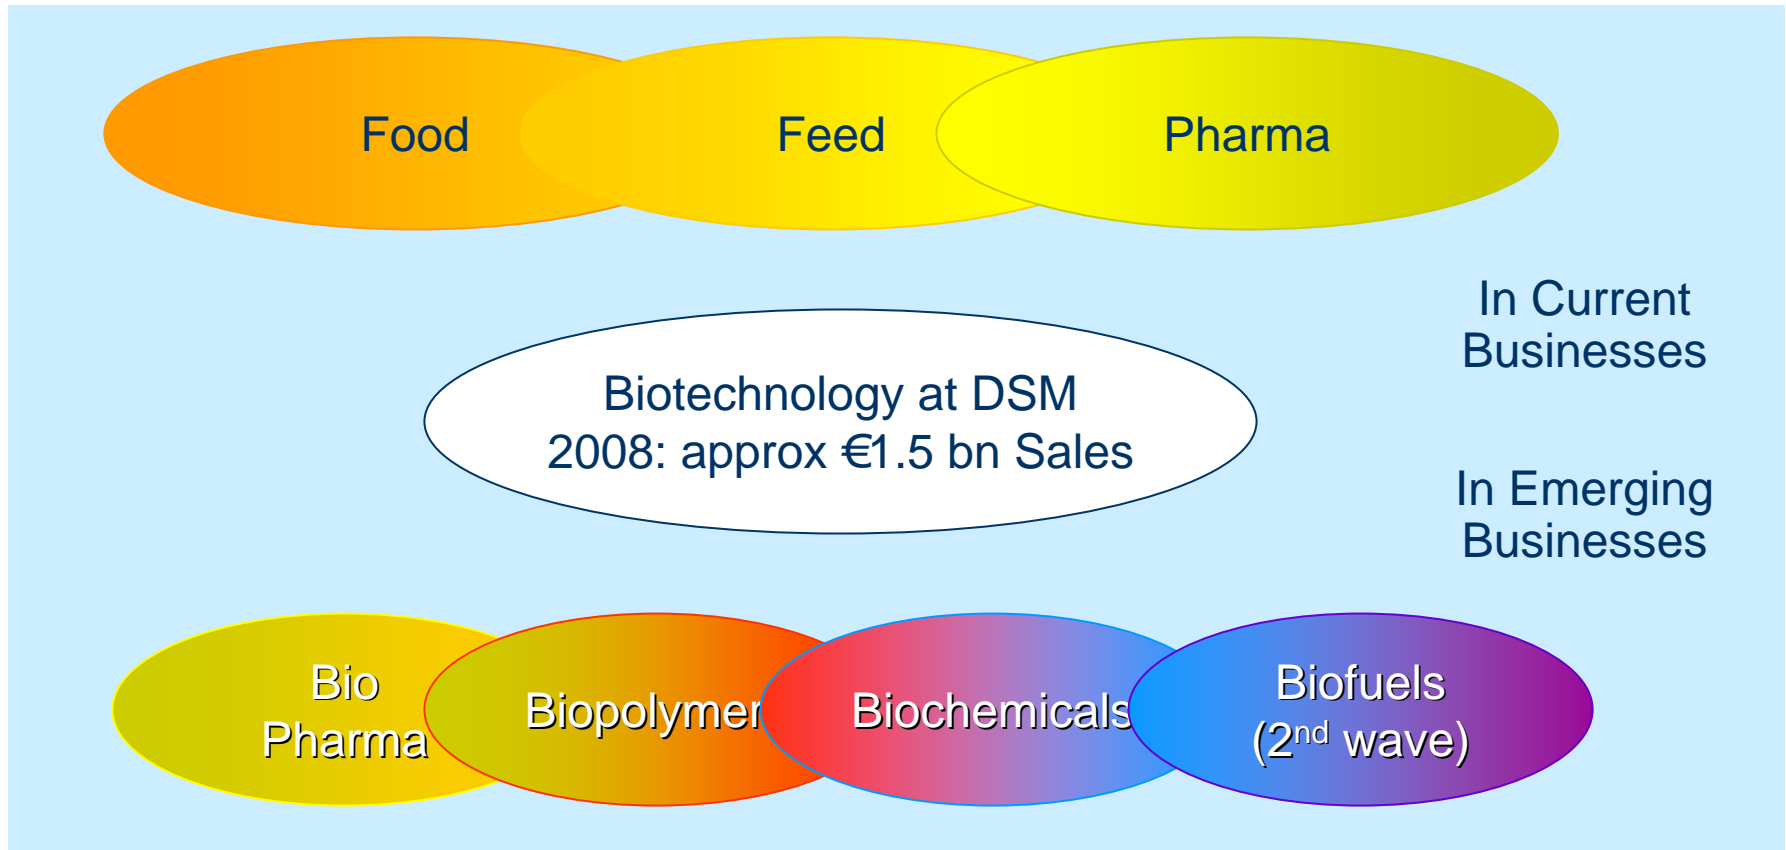 Food
Feed
Pharma
In Current
Businesses
Biotechnology at DSM
2008: approx €1.5 bn Sales
In Emerging
Businesses
Bio
Pharma
Biopolymer
Biochemicals
Biofuels
(2nd wave)